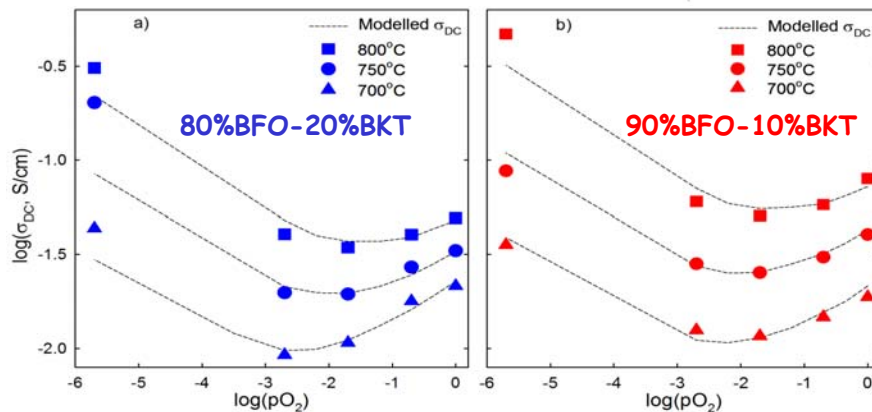 a)
Modelled σDC
800°C
750°C
700°C
80%BFO-20%BKT
-0.5
-1.0
-1.5
-2.0
log(σDC, S/cm)
-6 -5 -4 -3 -2 -1 0
log(pO2)
b)
Modelled σDC
800°C
750°C
700°C
90%BFO-10%BKT
-6 -5 -4 -3 -2 -1 0
log(pO2)